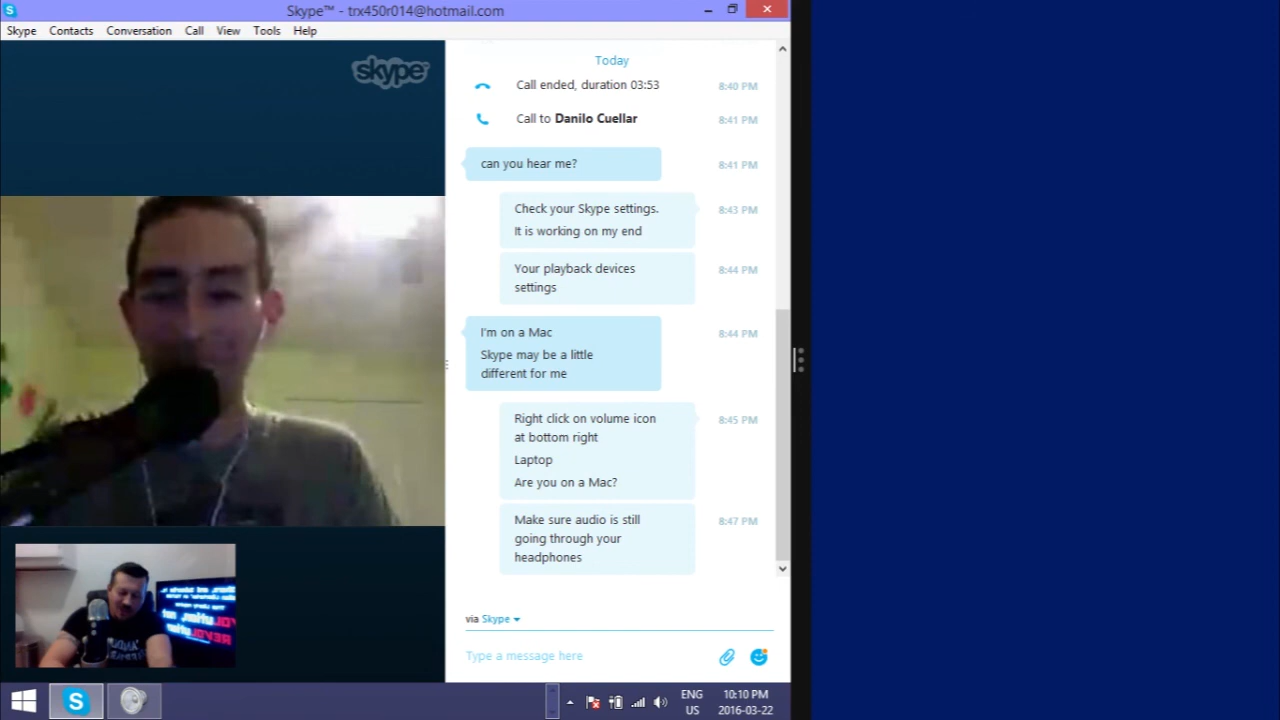 Skype™ - trx450r014@hotmail.com
Skype Contacts Conversation Call View Tools Help
skype
Today
Call ended, duration 03:53 8:40 PM
Call to Danilo Cuellar 8:41 PM
can you hear me? 8:41 PM
Check your Skype settings. 8:43 PM
It is working on my end
Your playback devices 8:44 PM
settings
I'm on a Mac 8:44 PM
Skype may be a little
different for me
Right click on volume icon 8:45 PM
at bottom right
Laptop
Are you on a Mac?
Make sure audio is still 8:47 PM
going through your
headphones
via Skype
Type a message here
ENG 10:10 PM
US 2016-03-22